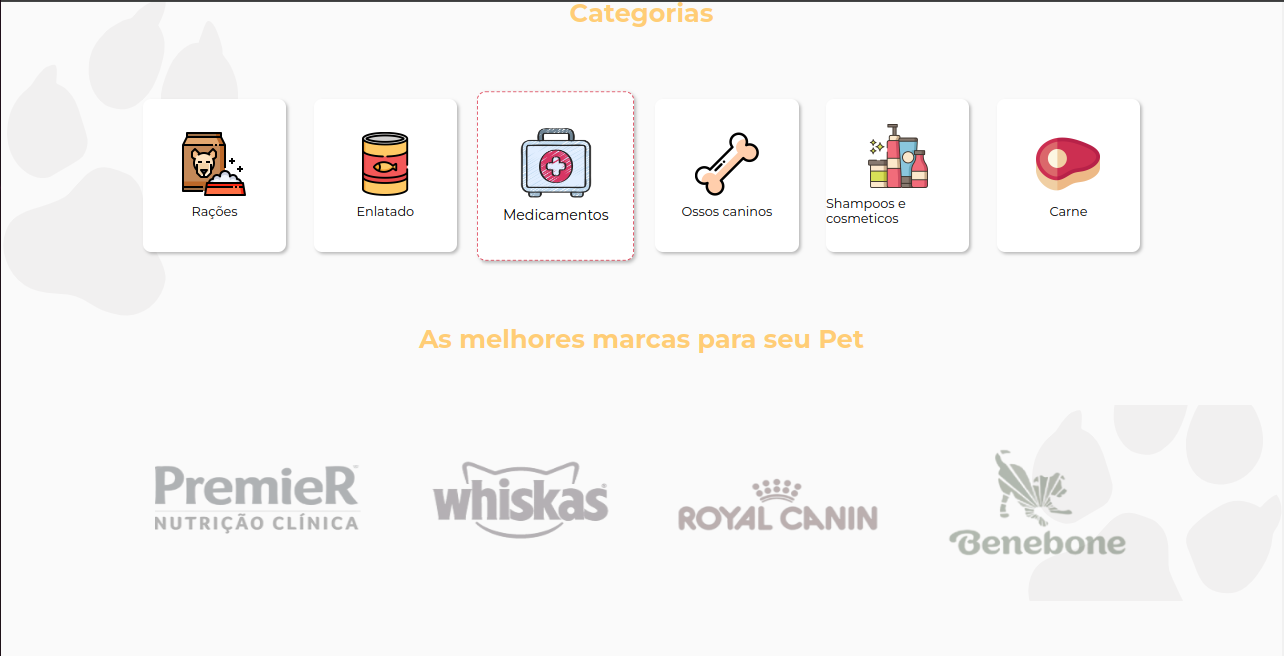 Categorias
Rações
Enlatado
Medicamentos
Ossos caninos
Shampoos e
cosmeticos
Carne
As melhores marcas para seu Pet
PremieR
NUTRIÇÃO CLÍNICA
whiskas
ROYAL CANIN
Benebone